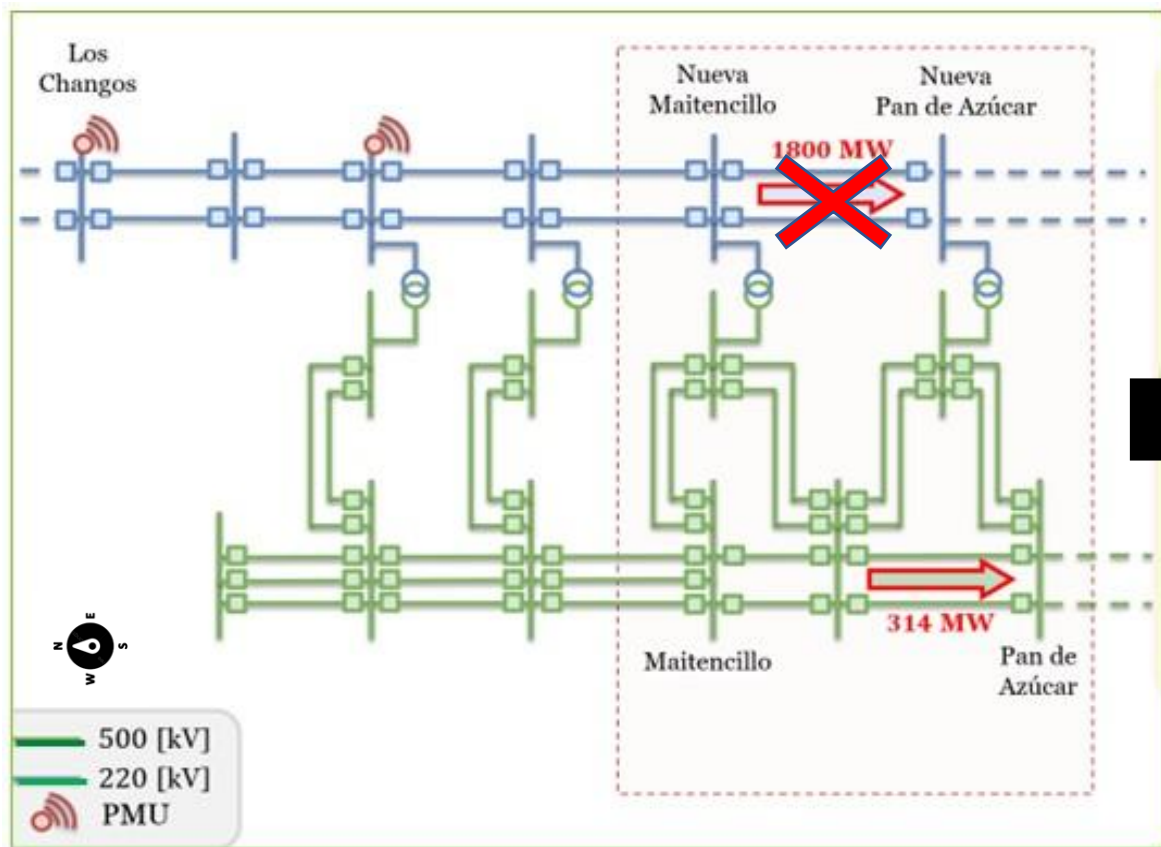 Los
Changos
Nueva
Maitencillo
Nueva
Pan de Azúcar
1800 MW
314 MW
Maitencillo
Pan de
Azúcar
N
E
S
W
500 [kV]
220 [kV]
PMU